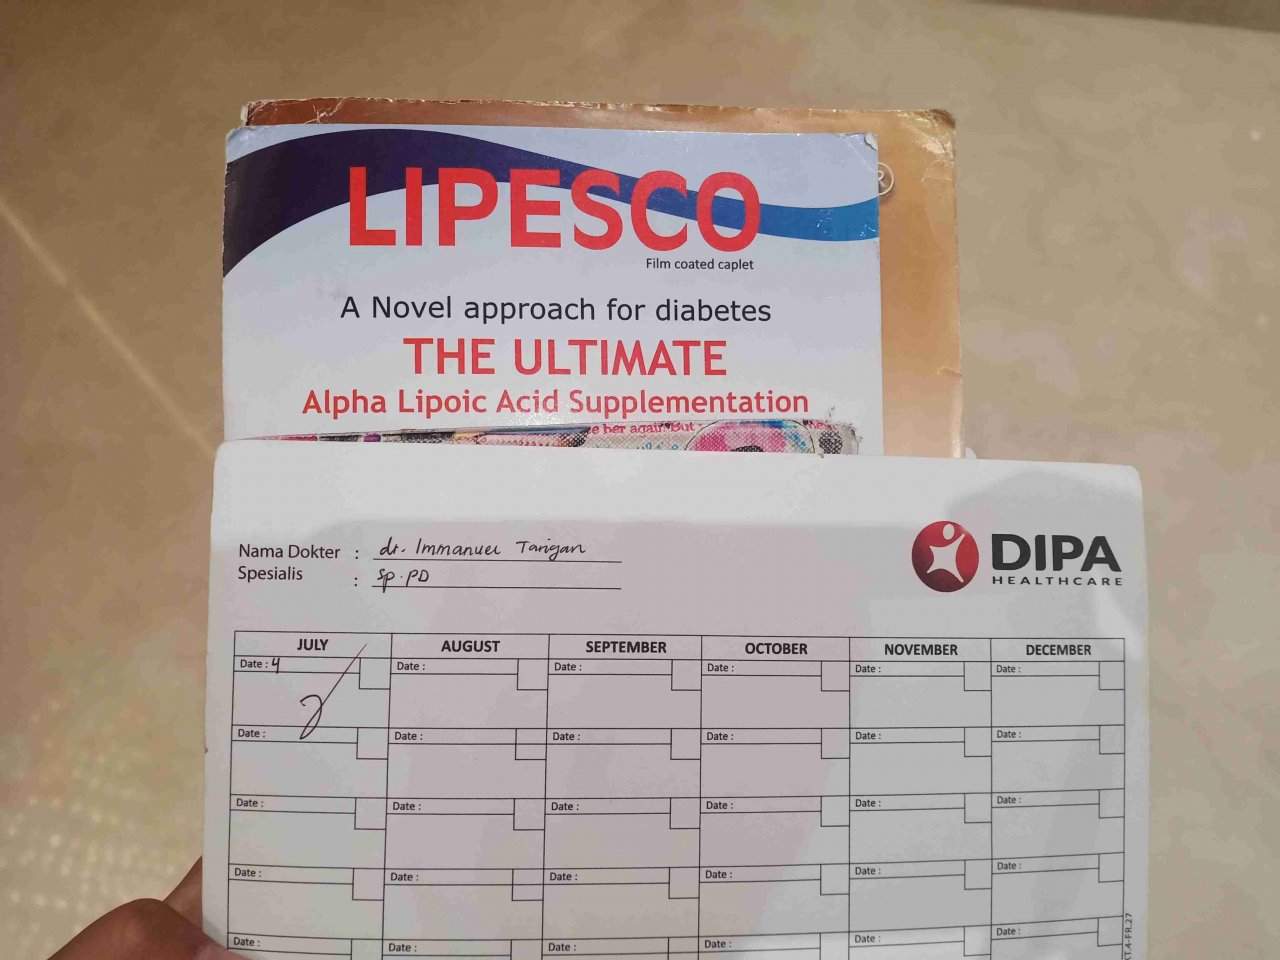 LIPESCO
Film coated caplet
A Novel approach for diabetes
THE ULTIMATE
Alpha Lipoic Acid Supplementation
e her again. But
Nama Dokter : dr. Immanuel Tarigan
Spesialis : Sp.PD
DIPA
HEALTHCARE
JULY AUGUST SEPTEMBER OCTOBER NOVEMBER DECEMBER
Date : 4 Date : Date : Date : Date : Date :
Date : Date : Date : Date : Date : Date :
Date : Date : Date : Date : Date : Date :
Date : Date : Date : Date : Date : Date :
Date : Date : Date : Date : Date : Date :